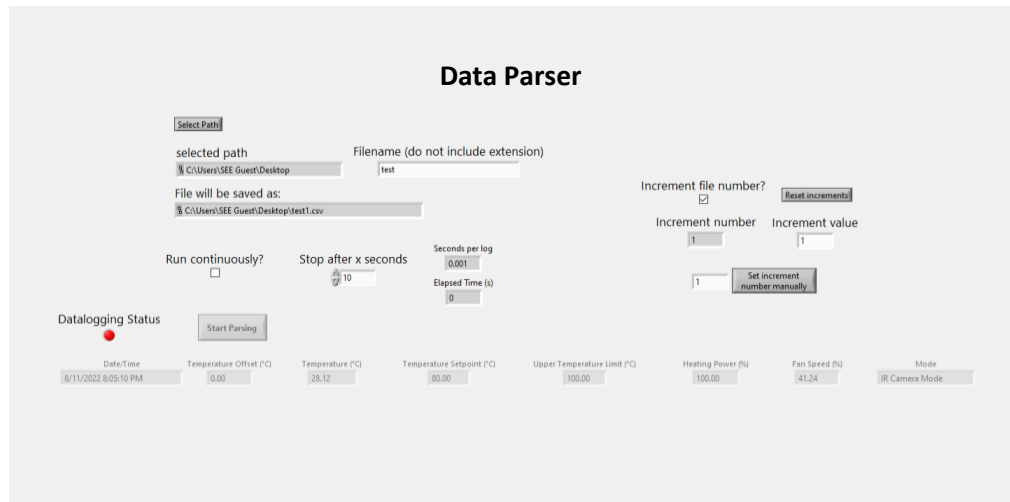 Data Parser
Select Path
selected path
Filename (do not include extension)
C:\Users\SEE Guest\Desktop
test
File will be saved as:
C:\Users\SEE Guest\Desktop\test1.csv
Increment file number?
Reset increments
Increment number
Increment value
1
1
Run continuously?
Stop after x seconds
10
Seconds per log
0.001
Elapsed Time (s)
0
1
Set increment
number manually
Datalogging Status
Start Parsing
Date/Time
Temperature Offset (°C)
Temperature (°C)
Temperature Setpoint (°C)
Upper Temperature Limit (°C)
Heating Power (%)
Fan Speed (%)
Mode
8/11/2022 8:05:10 PM
0.00
28.12
80.00
100.00
100.00
41.24
IR Camera Mode